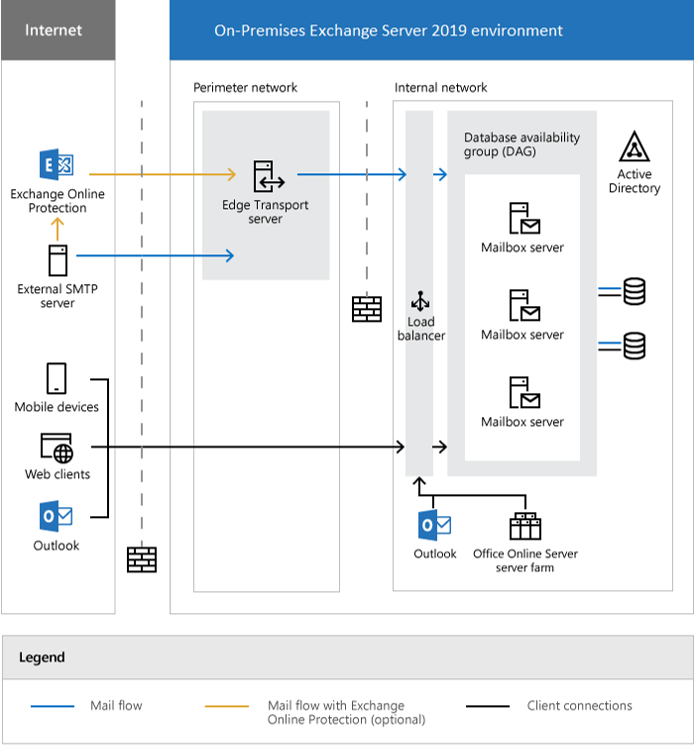 Internet
On-Premises Exchange Server 2019 environment
Perimeter network
Internal network
Database availability
group (DAG)
E
Exchange Online
Protection
Edge Transport
server
Active
Directory
Mailbox server
External SMTP
server
Load
balancer
Mailbox server
Mobile devices
Mailbox server
Web clients
O
Outlook
O
Outlook
Office Online Server
server farm
Legend
Mail flow
Mail flow with Exchange
Online Protection (optional)
Client connections